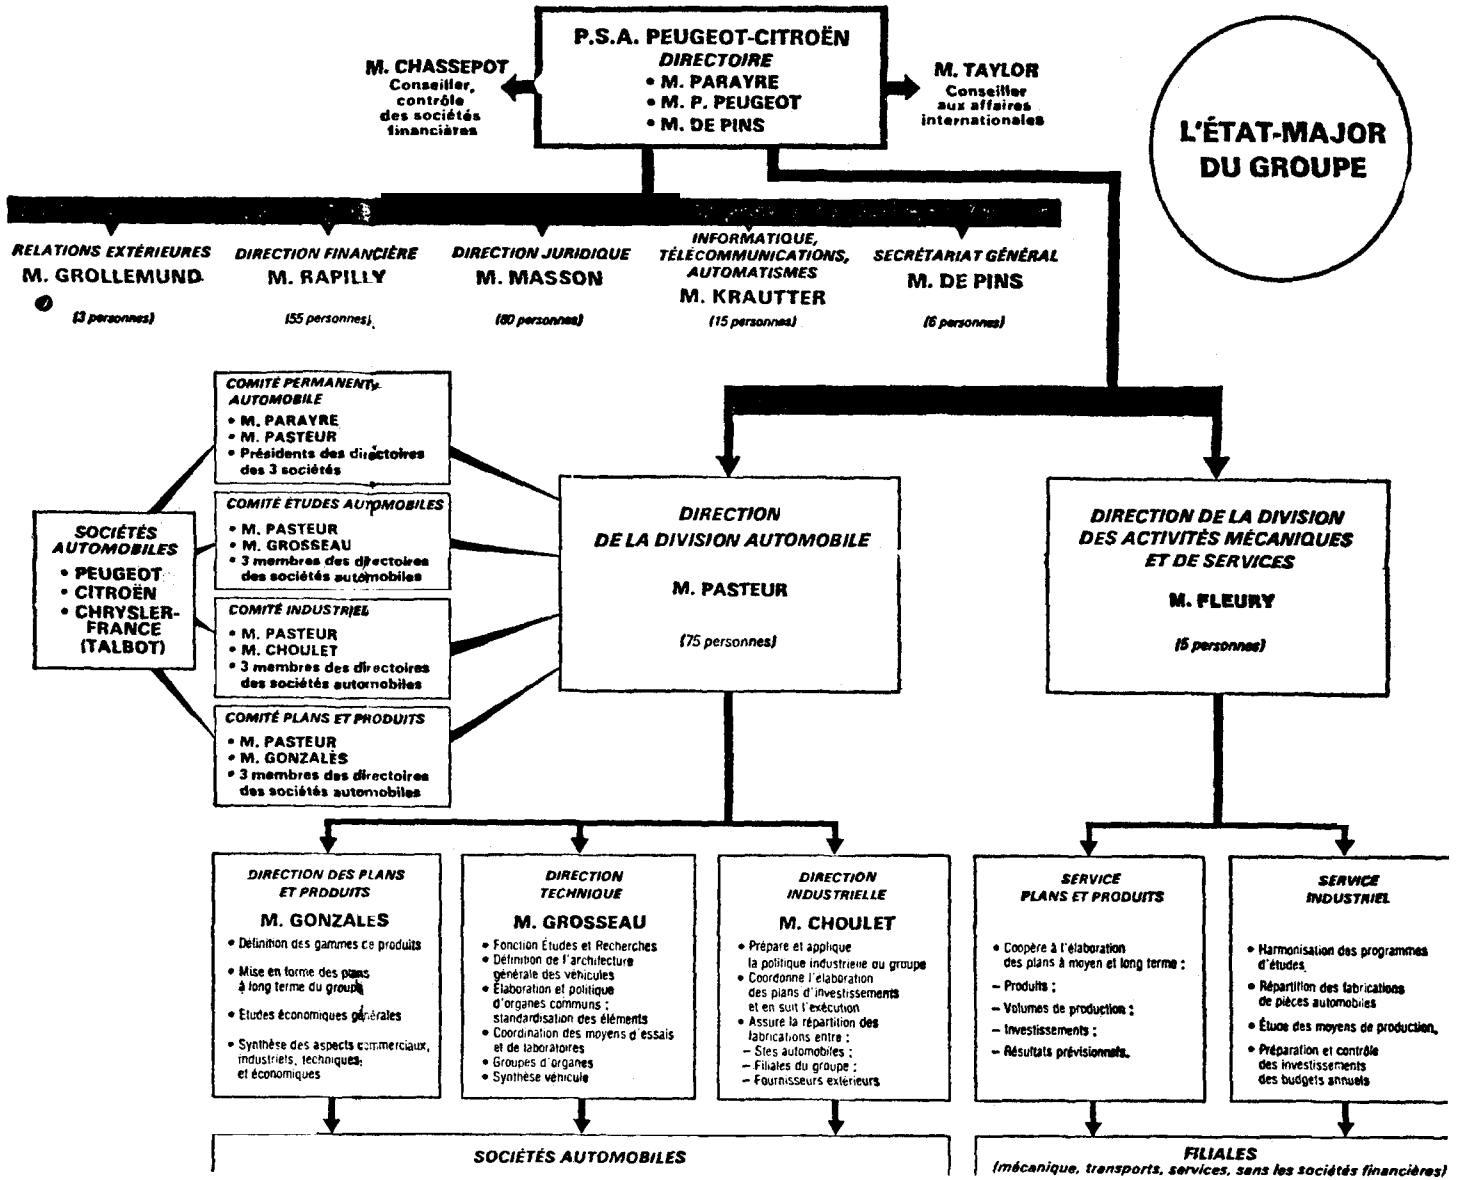 P.S.A. PEUGEOT-CITROËN
DIRECTOIRE
• M. PARAYRE
• M. P. PEUGEOT
• M. DE PINS
M. CHASSEPOT
Conseiller,
contrôle
des sociétés
financières
M. TAYLOR
Conseiller
aux affaires
internationales
L'ÉTAT-MAJOR
DU GROUPE
RELATIONS EXTÉRIEURES
M. GROLLEMUND
(3 personnes)
DIRECTION FINANCIÈRE
M. RAPILLY
(55 personnes)
DIRECTION JURIDIQUE
M. MASSON
(80 personnes)
INFORMATIQUE,
TÉLÉCOMMUNICATIONS,
AUTOMATISMES
M. KRAUTTER
(15 personnes)
SECRÉTARIAT GÉNÉRAL
M. DE PINS
(6 personnes)
SOCIÉTÉS
AUTOMOBILES
• PEUGEOT
• CITROËN
• CHRYSLER-
FRANCE
(TALBOT)
COMITÉ PERMANENT
AUTOMOBILE
• M. PARAYRE
• M. PASTEUR
• Présidents des directoires
des 3 sociétés
COMITÉ ÉTUDES AUTOMOBILES
• M. PASTEUR
• M. GROSSEAU
• 3 membres des directoires
des sociétés automobiles
COMITÉ INDUSTRIEL
• M. PASTEUR
• M. CHOULET
• 3 membres des directoires
des sociétés automobiles
COMITÉ PLANS ET PRODUITS
• M. PASTEUR
• M. GONZALÈS
• 3 membres des directoires
des sociétés automobiles
DIRECTION
DE LA DIVISION AUTOMOBILE
M. PASTEUR
(75 personnes)
DIRECTION DE LA DIVISION
DES ACTIVITÉS MÉCANIQUES
ET DE SERVICES
M. FLEURY
(5 personnes)
DIRECTION DES PLANS
ET PRODUITS
M. GONZALES
• Définition des gammes de produits
• Mise en forme des plans
à long terme du groupe
• Études économiques générales
• Synthèse des aspects commerciaux,
industriels, techniques,
et économiques
DIRECTION
TECHNIQUE
M. GROSSEAU
• Fonction Études et Recherches
• Définition de l'architecture
générale des véhicules
• Élaboration et politique
d'organes communs ;
standardisation des éléments
• Coordination des moyens d'essais
et de laboratoires
• Groupes d'organes
• Synthèse véhicule
DIRECTION
INDUSTRIELLE
M. CHOULET
• Prépare et applique
la politique industrielle du groupe
• Coordonne l'élaboration
des plans d'investissements
et en suit l'exécution
• Assure la répartition des
fabrications entre :
– Stés automobiles ;
– Filiales du groupe ;
– Fournisseurs extérieurs
SERVICE
PLANS ET PRODUITS
• Coopère à l'élaboration
des plans à moyen et long terme :
– Produits ;
– Volumes de production ;
– Investissements ;
– Résultats prévisionnels.
SERVICE
INDUSTRIEL
• Harmonisation des programmes
d'études.
• Répartition des fabrications
de pièces automobiles
• Étude des moyens de production.
• Préparation et contrôle
des investissements
des budgets annuels
SOCIÉTÉS AUTOMOBILES
FILIALES
(mécanique, transports, services, sans les sociétés financières)